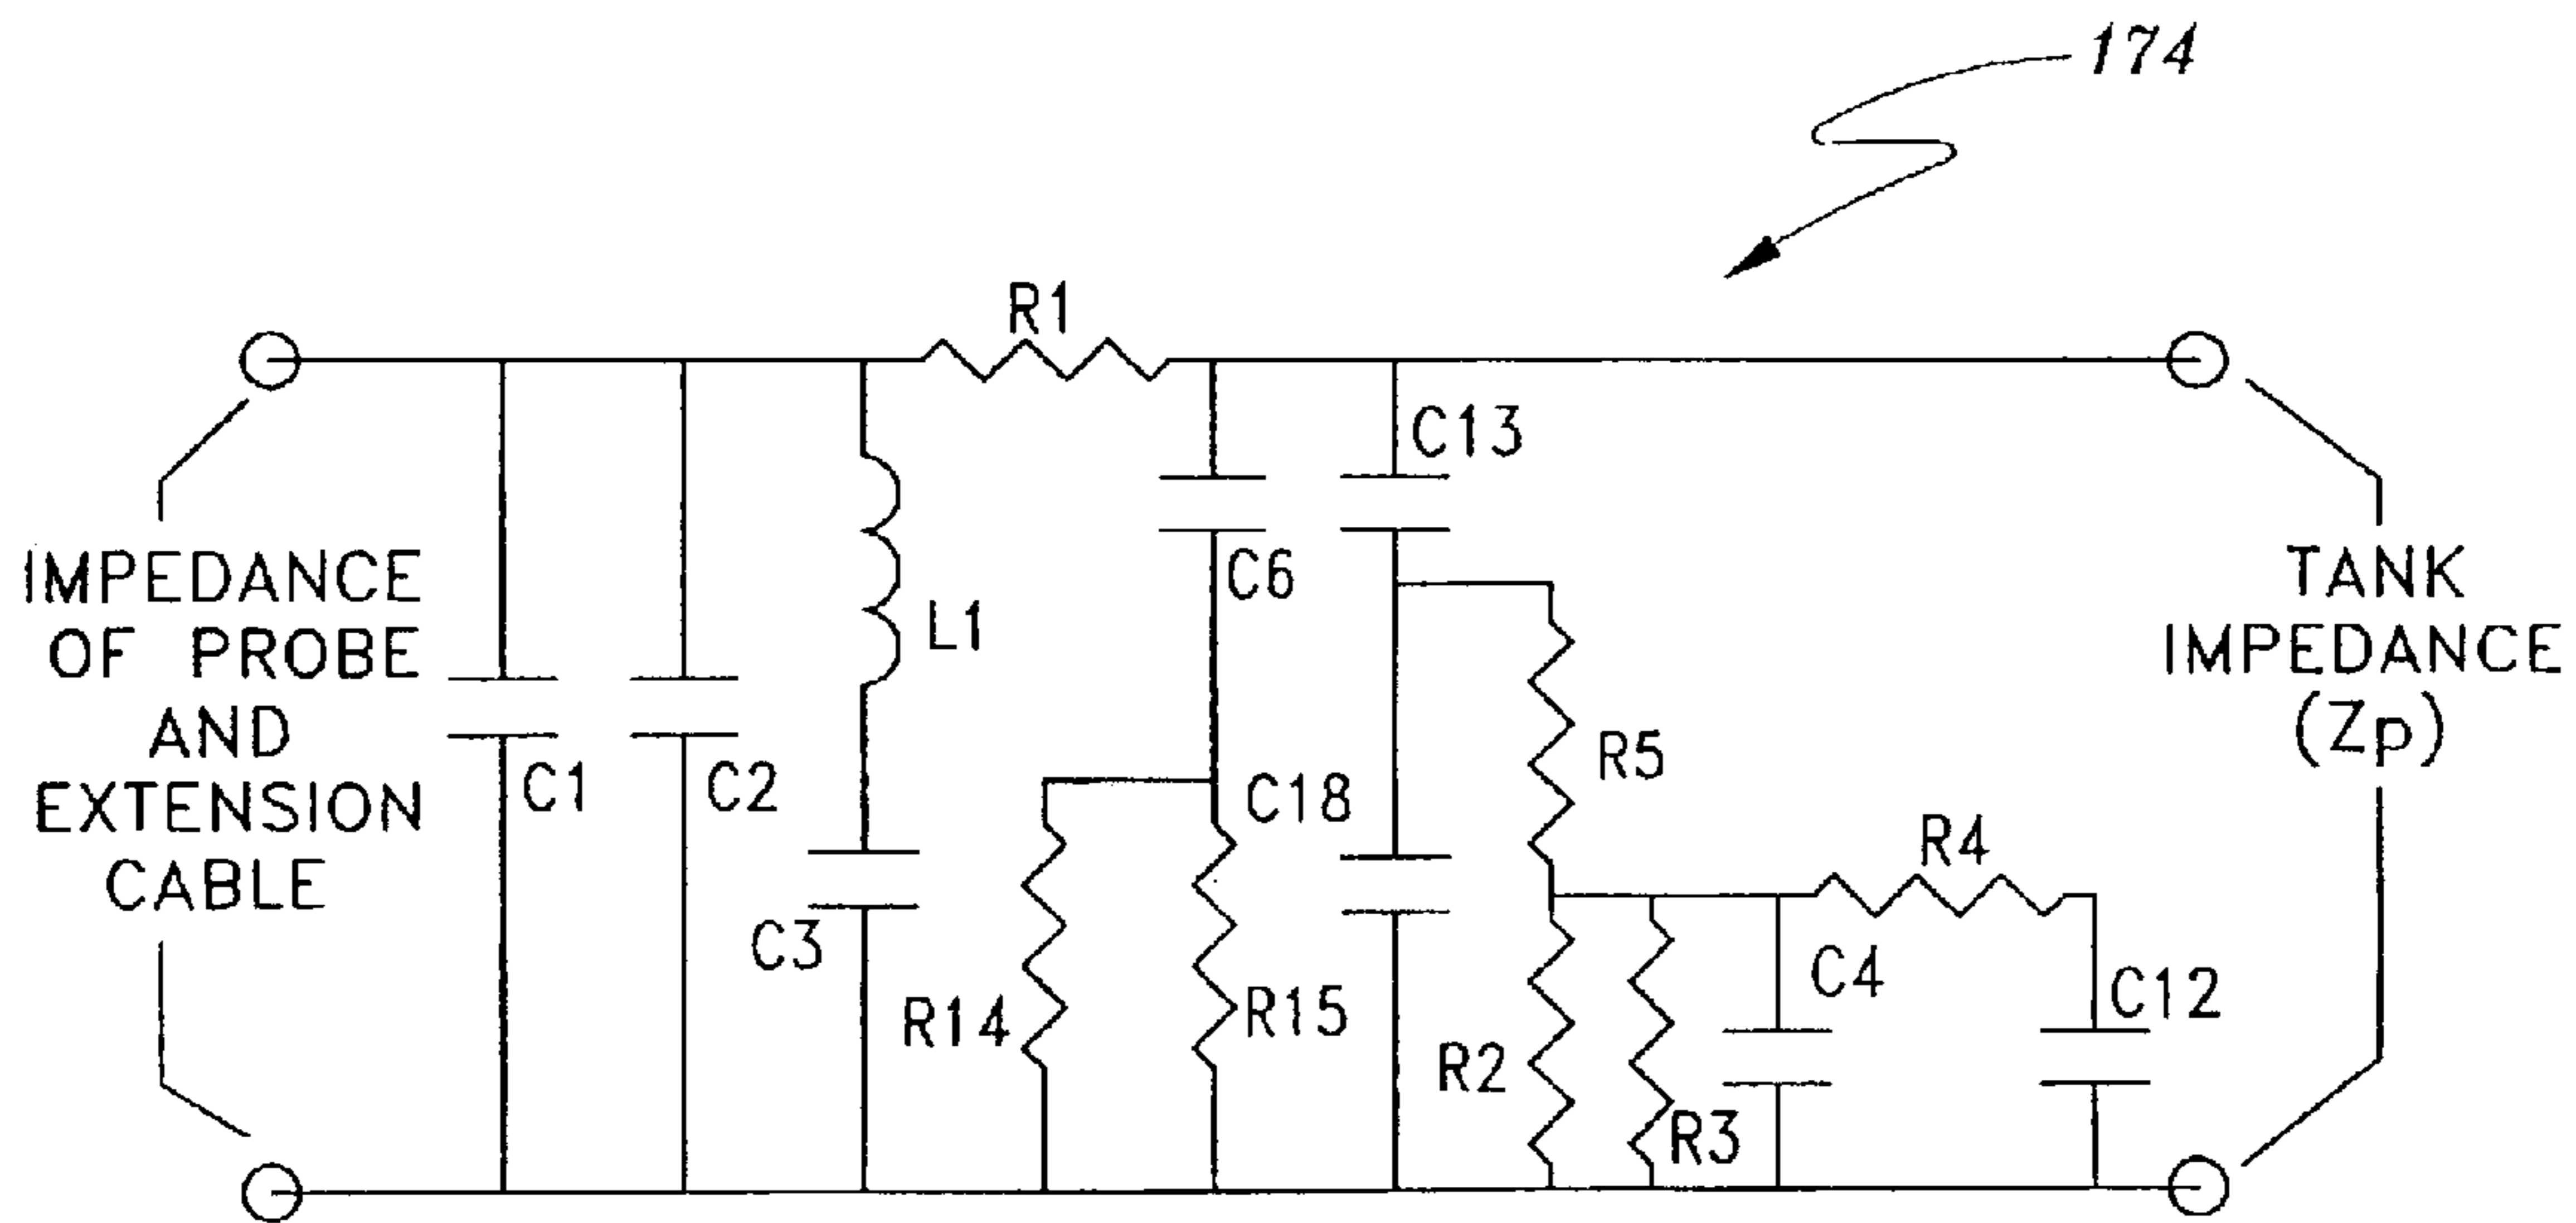 174
R1
C13
C6
L1
IMPEDANCE
OF PROBE
AND
EXTENSION
CABLE
TANK
IMPEDANCE
(Zp)
C1
C2
C18
R5
R4
C3
C4
C12
R14
R15
R2
R3